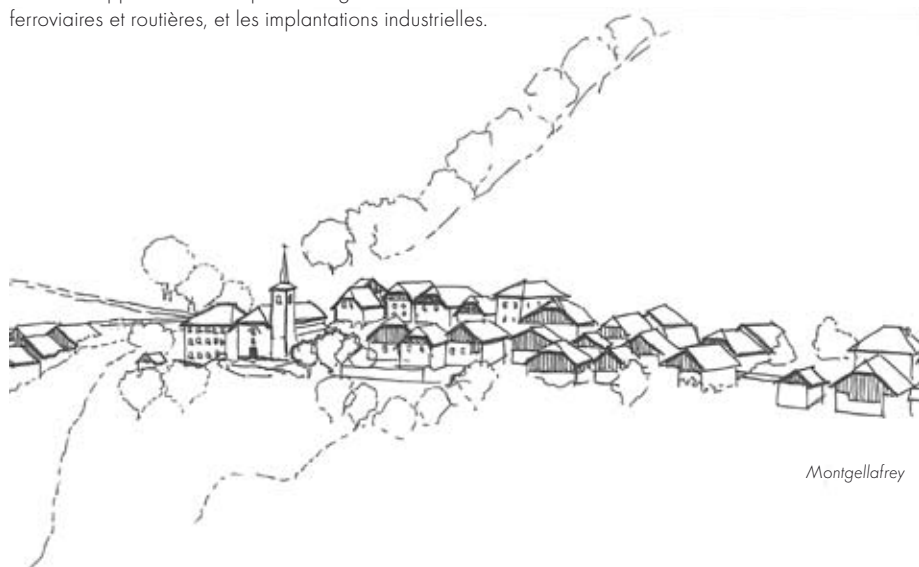 ferroviaires et routières, et les implantations industrielles.
Montgellafrey